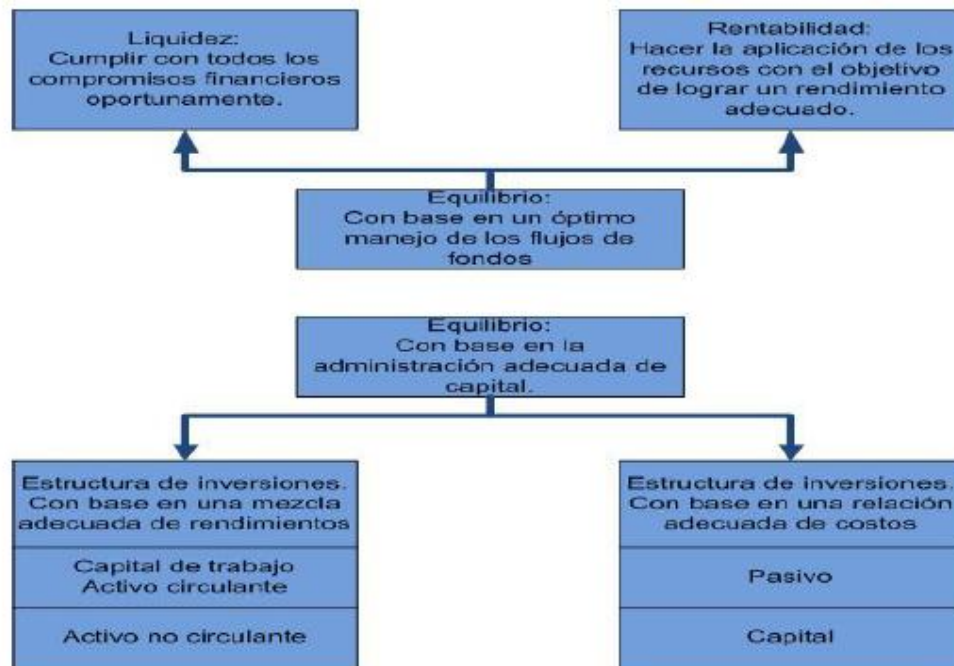 Liquidez:
Cumplir con todos los
compromisos financieros
oportunamente.
Rentabilidad:
Hacer la aplicación de los
recursos con el objetivo
de lograr un rendimiento
adecuado.
Equilibrio:
Con base en un óptimo
manejo de los flujos de
fondos
Equilibrio:
Con base en la
administración adecuada de
capital.
Estructura de inversiones.
Con base en una mezcla
adecuada de rendimientos
Capital de trabajo
Activo circulante
Activo no circulante
Estructura de inversiones.
Con base en una relación
adecuada de costos
Pasivo
Capital